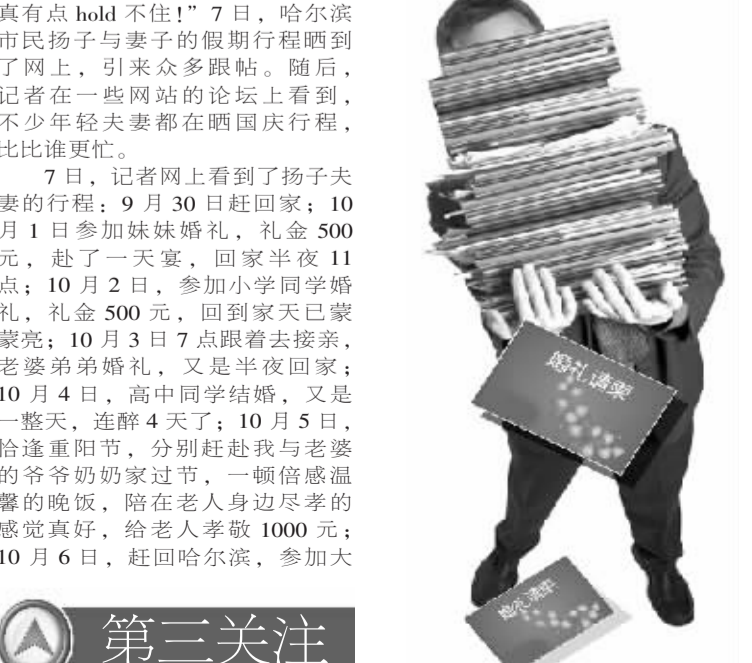 真有点 hold 不住！”7 日，哈尔滨
市民扬子与妻子的假期行程晒到
了网上，引来众多跟帖。随后，
记者在一些网站的论坛上看到，
不少年轻夫妻都在晒国庆行程，
比比谁更忙。
7 日，记者网上看到了扬子夫
妻的行程：9 月 30 日赶回家；10
月 1 日参加妹妹婚礼，礼金 500
元，赴了一天宴，回家半夜 11
点；10 月 2 日，参加小学同学婚
礼，礼金 500 元，回到家天已蒙
蒙亮；10 月 3 日 7 点跟着去接亲，
老婆弟弟婚礼，又是半夜回家；
10 月 4 日，高中同学结婚，又是
一整天，连醉 4 天了；10 月 5 日，
恰逢重阳节，分别赶赴我与老婆
的爷爷奶奶家过节，一顿倍感温
馨的晚饭，陪在老人身边尽孝的
感觉真好，给老人孝敬 1000 元；
10 月 6 日，赶回哈尔滨，参加大
第三关注
婚礼请柬
婚礼请柬